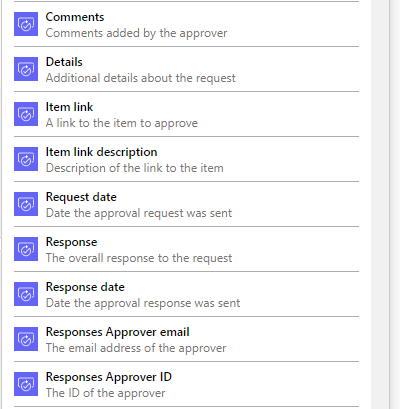 Comments
Comments added by the approver
Details
Additional details about the request
Item link
A link to the item to approve
Item link description
Description of the link to the item
Request date
Date the approval request was sent
Response
The overall response to the request
Response date
Date the approval response was sent
Responses Approver email
The email address of the approver
Responses Approver ID
The ID of the approver